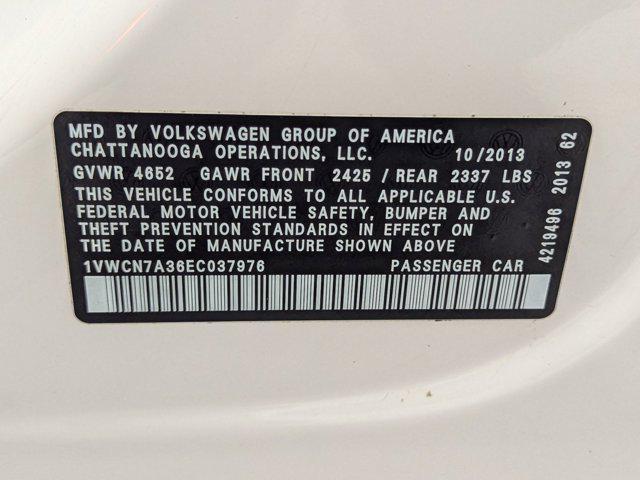 MFD BY VOLKSWAGEN GROUP OF AMERICA
CHATTANOOGA OPERATIONS, LLC. 10/2013
GVWR 4652 GAWR FRONT 2425 / REAR 2337 LBS
THIS VEHICLE CONFORMS TO ALL APPLICABLE U.S.
FEDERAL MOTOR VEHICLE SAFETY, BUMPER AND
THEFT PREVENTION STANDARDS IN EFFECT ON
THE DATE OF MANUFACTURE SHOWN ABOVE
1VWCN7A36EC037976 PASSENGER CAR
4219496 2013 62